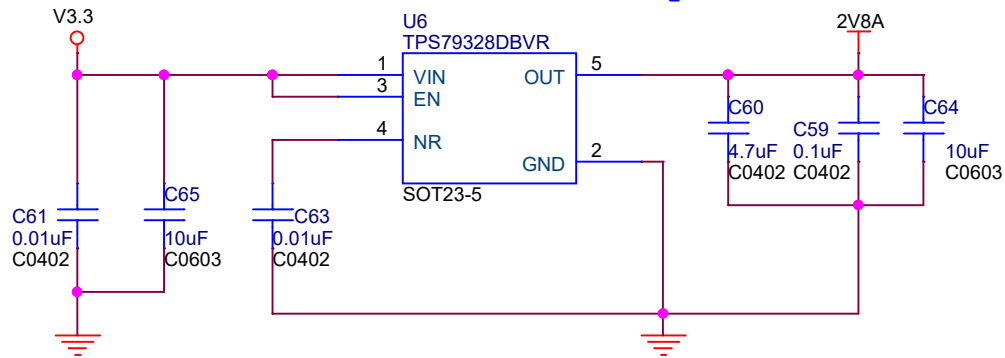 V3.3
U6
TPS79328DBVR
1
VIN
3
EN
4
NR
OUT
5
GND
2
SOT23-5
2V8A
C61
0.01uF
C0402
C65
10uF
C0603
C63
0.01uF
C0402
C60
4.7uF
C0402
C59
0.1uF
C0402
C64
10uF
C0603